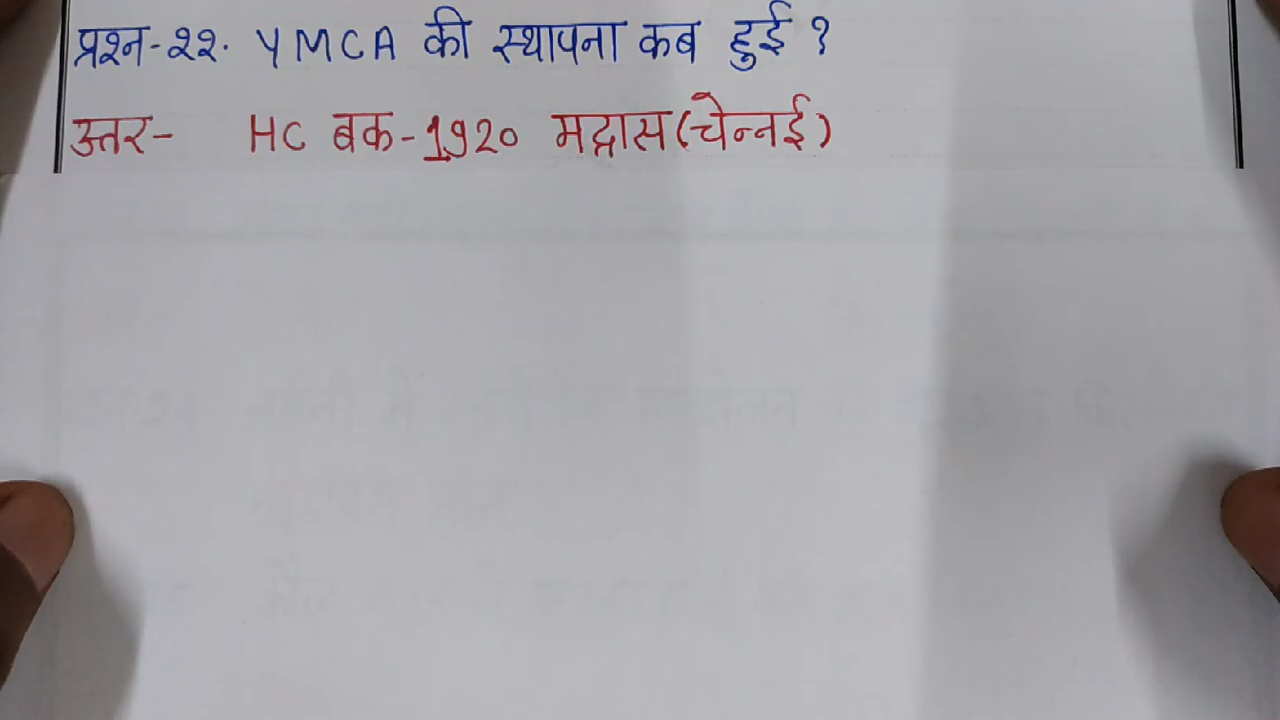 प्रश्न-२२. YMCA की स्थापना कब हुई ?
उत्तर- HC बक-1920 मद्रास(चेन्नई)